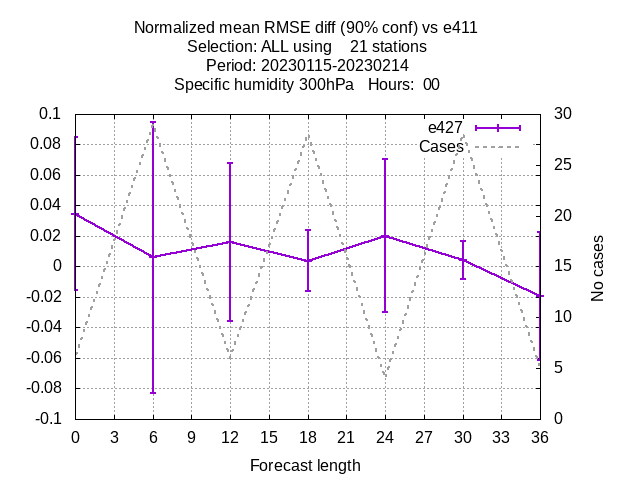 Normalized mean RMSE diff (90% conf) vs e411
Selection: ALL using    21 stations
Period: 20230115-20230214
Specific humidity 300hPa   Hours:  00
e427
Cases
0.1
0.08
0.06
0.04
0.02
0
-0.02
-0.04
-0.06
-0.08
-0.1
30
25
20
15
10
5
0
No cases
0 3 6 9 12 15 18 21 24 27 30 33 36
Forecast length